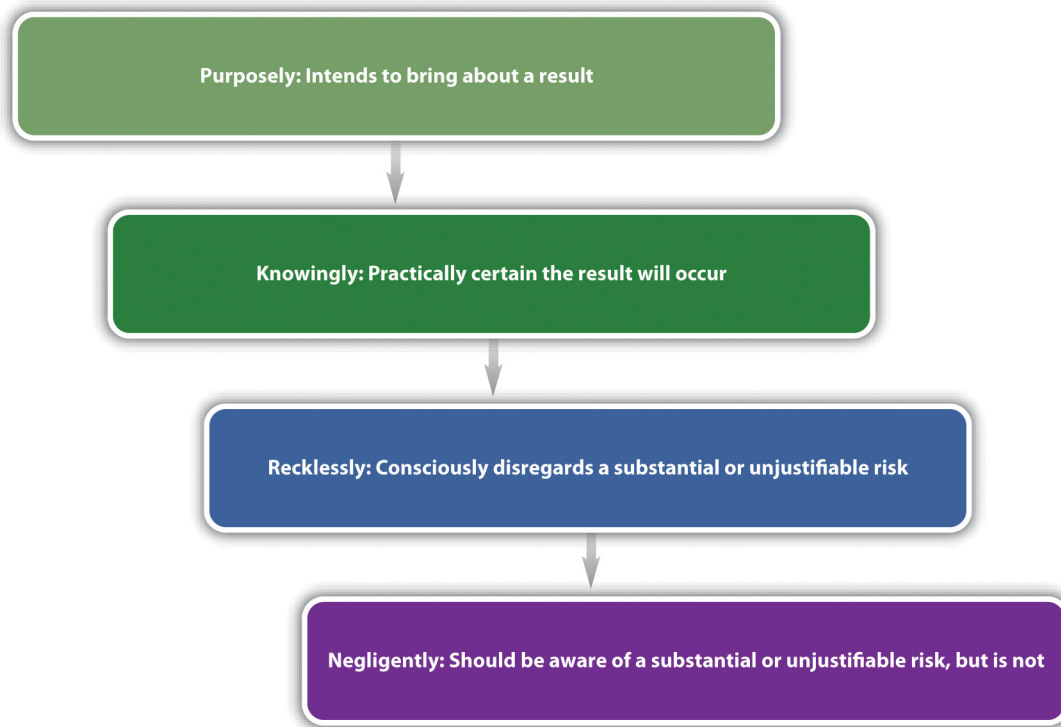 Purposely: Intends to bring about a result
Knowingly: Practically certain the result will occur
Recklessly: Consciously disregards a substantial or unjustifiable risk
Negligently: Should be aware of a substantial or unjustifiable risk, but is not